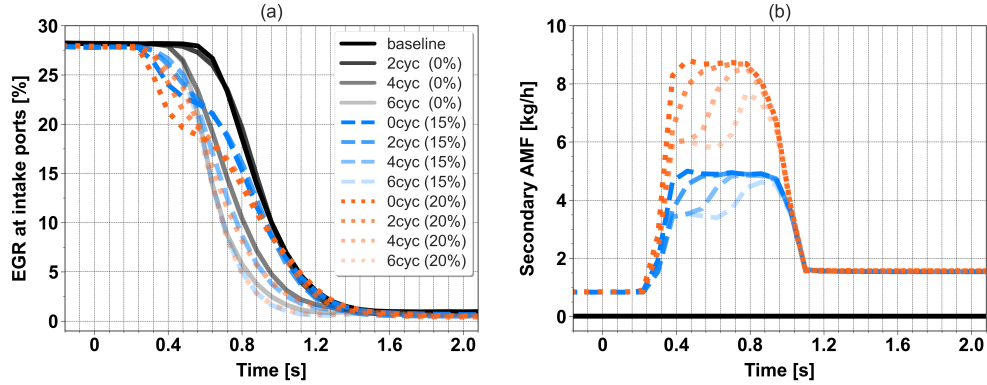 (a)
30
25
20
15
10
5
0
EGR at intake ports [%]
0 0.4 0.8 1.2 1.6 2.0
Time [s]
baseline
2cyc (0%)
4cyc (0%)
6cyc (0%)
0cyc (15%)
2cyc (15%)
4cyc (15%)
6cyc (15%)
0cyc (20%)
2cyc (20%)
4cyc (20%)
6cyc (20%)
(b)
10
8
6
4
2
0
Secondary AMF [kg/h]
0 0.4 0.8 1.2 1.6 2.0
Time [s]